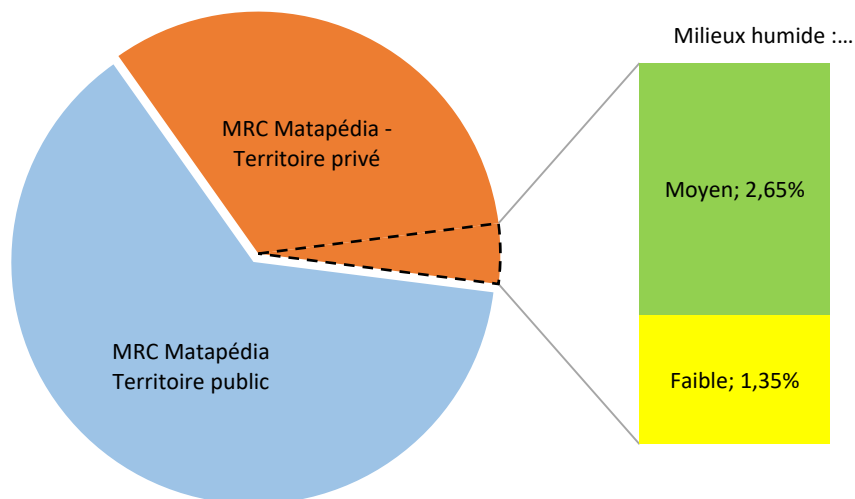 Milieux humide :...
MRC Matapédia -
Territoire privé
Moyen; 2,65%
MRC Matapédia
Territoire public
Faible; 1,35%